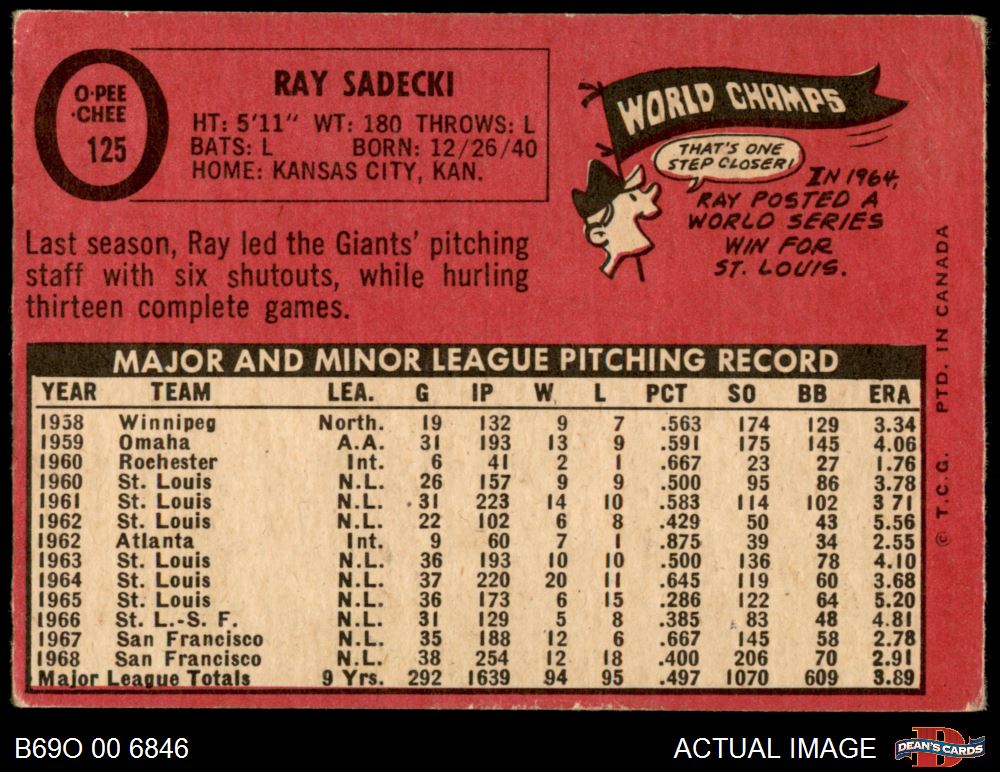 O·PEE
·CHEE
125
RAY SADECKI
HT: 5'11" WT: 180 THROWS: L
BATS: L BORN: 12/26/40
HOME: KANSAS CITY, KAN.
WORLD CHAMPS
THAT'S ONE
STEP CLOSER!
IN 1964,
RAY POSTED A
WORLD SERIES
WIN FOR
ST. LOUIS.
Last season, Ray led the Giants' pitching
staff with six shutouts, while hurling
thirteen complete games.
MAJOR AND MINOR LEAGUE PITCHING RECORD
YEAR TEAM LEA. G IP W L PCT SO BB ERA
1958 Winnipeg North. 19 132 9 7 .563 174 129 3.34
1959 Omaha A.A. 31 193 13 9 .591 175 145 4.06
1960 Rochester Int. 6 41 2 1 .667 23 27 1.76
1960 St. Louis N.L. 26 157 9 9 .500 95 86 3.78
1961 St. Louis N.L. 31 223 14 10 .583 114 102 3.71
1962 St. Louis N.L. 22 102 6 8 .429 50 43 5.56
1962 Atlanta Int. 9 60 7 1 .875 39 34 2.55
1963 St. Louis N.L. 36 193 10 10 .500 136 78 4.10
1964 St. Louis N.L. 37 220 20 11 .645 119 60 3.68
1965 St. Louis N.L. 36 173 6 15 .286 122 64 5.20
1966 St. L.-S. F. N.L. 31 129 5 8 .385 83 48 4.81
1967 San Francisco N.L. 35 188 12 6 .667 145 58 2.78
1968 San Francisco N.L. 38 254 12 18 .400 206 70 2.91
Major League Totals 9 Yrs. 292 1639 94 95 .497 1070 609 3.89
© T.C.G. PTD. IN CANADA
B69O 00 6846
ACTUAL IMAGE
DEAN'S CARDS